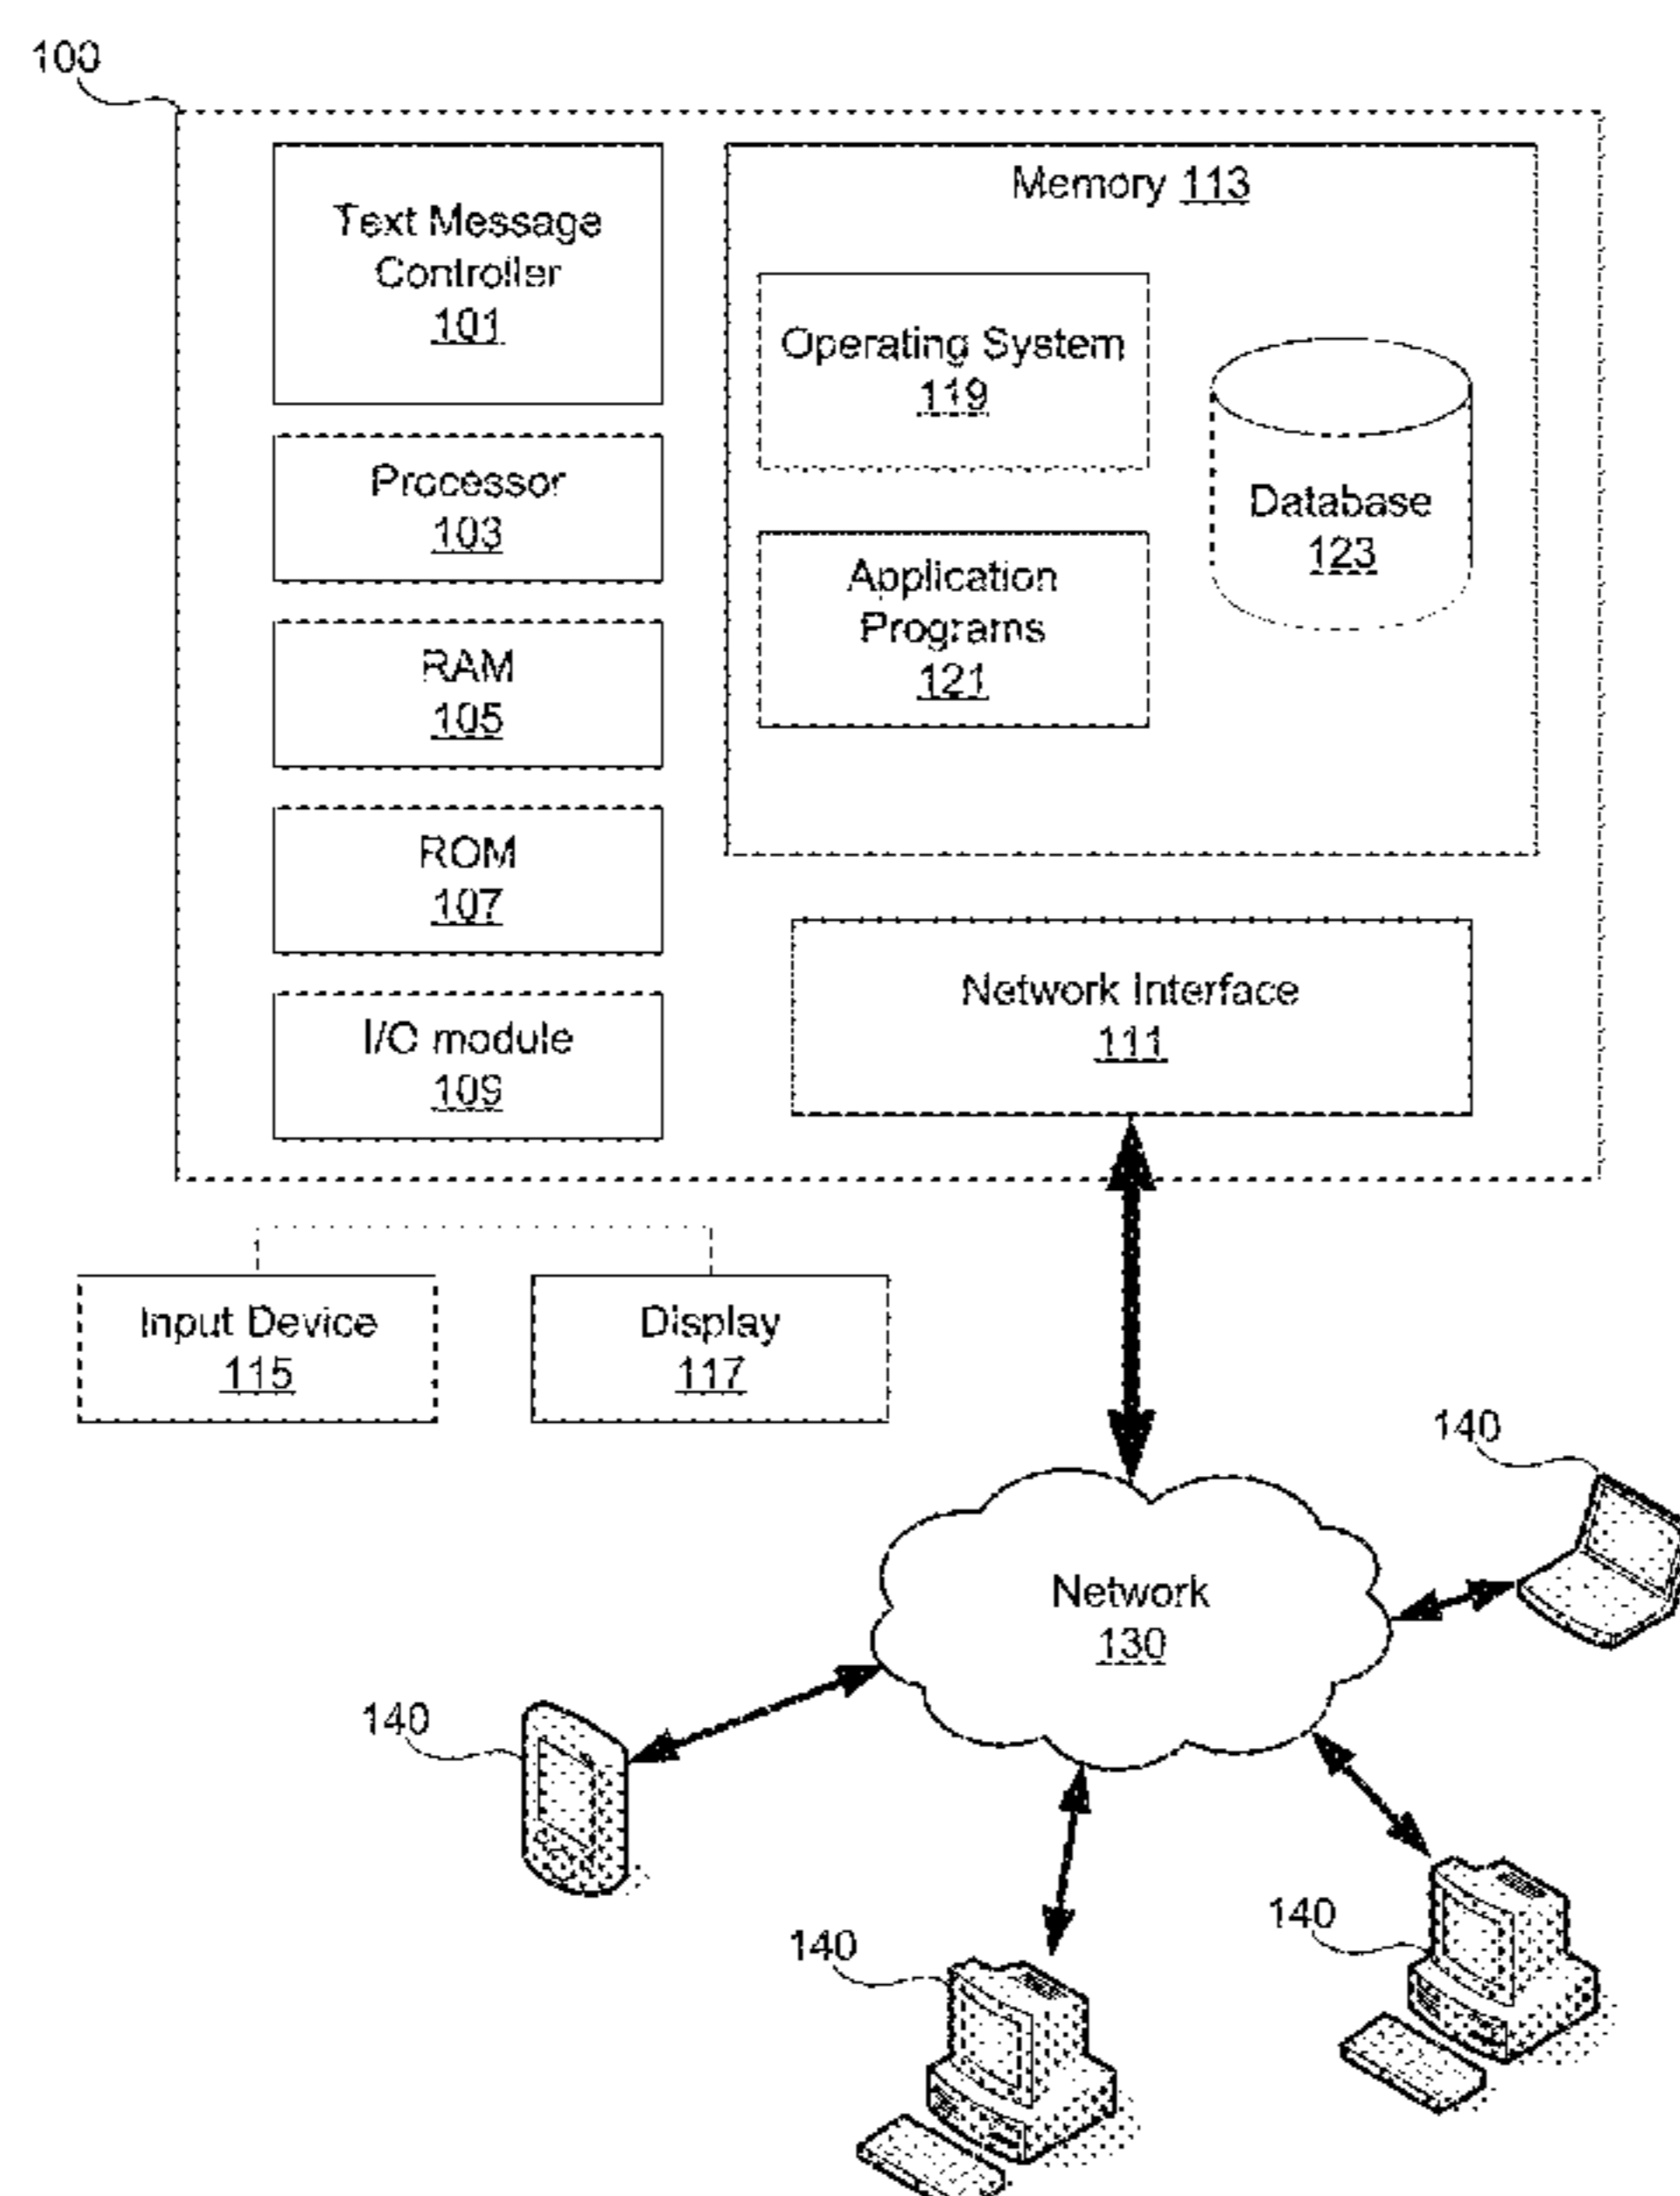 100
Text Message
Controller
101
Processor
103
RAM
105
ROM
107
I/O module
109
Memory 113
Operating System
119
Application
Programs
121
Database
123
Network Interface
111
Input Device
115
Display
117
Network
130
140
140
140
140